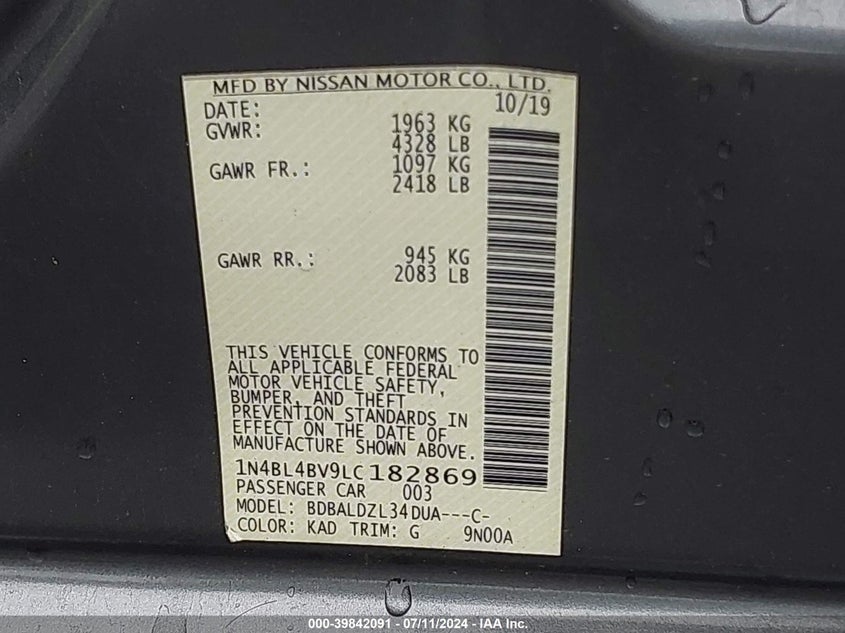 MFD BY NISSAN MOTOR CO., LTD.
DATE: 10/19
GVWR: 1963 KG
4328 LB
GAWR FR.: 1097 KG
2418 LB
GAWR RR.: 945 KG
2083 LB
THIS VEHICLE CONFORMS TO
ALL APPLICABLE FEDERAL
MOTOR VEHICLE SAFETY,
BUMPER, AND THEFT
PREVENTION STANDARDS IN
EFFECT ON THE DATE OF
MANUFACTURE SHOWN ABOVE.
1N4BL4BV9LC182869
PASSENGER CAR 003
MODEL: BDBALDZL34DUA---C-
COLOR: KAD TRIM: G 9N00A
000-39842091 - 07/11/2024 - IAA Inc.